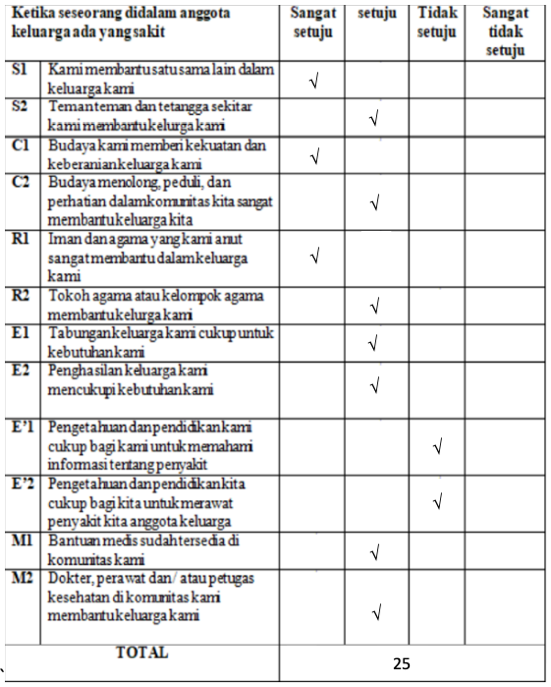 Ketika seseorang didalam anggota Sangat setuju Tidak Sangat
keluarga ada yang sakit setuju setuju tidak
setuju
S1 Kami membantu satu sama lain dalam
keluarga kami √
S2 Teman teman dan tetangga sekitar
kami membantu kelurga kami √
C1 Budaya kami memberi kekuatan dan
keberanian keluarga kami √
C2 Budaya menolong, peduli, dan
perhatian dalam komunitas kita sangat √
membantu keluarga kita
R1 Iman dan agama yang kami anut
sangat membantu dalam keluarga √
kami
R2 Tokoh agama atau kelompok agama
membantu kelurga kami √
E1 Tabungan keluarga kami cukup untuk
kebutuhan kami √
E2 Penghasilan keluarga kami
mencukupi kebutuhan kami √
E'1 Pengetahuan dan pendidikan kami
cukup bagi kami untuk memahami √
informasi tentang penyakit
E'2 Pengetahuan dan pendidikan kita
cukup bagi kita untuk merawat √
penyakit kita anggota keluarga
M1 Bantuan medis sudah tersedia di
komunitas kami √
M2 Dokter, perawat dan/ atau petugas
kesehatan di komunitas kami
membantu keluarga kami √
TOTAL 25